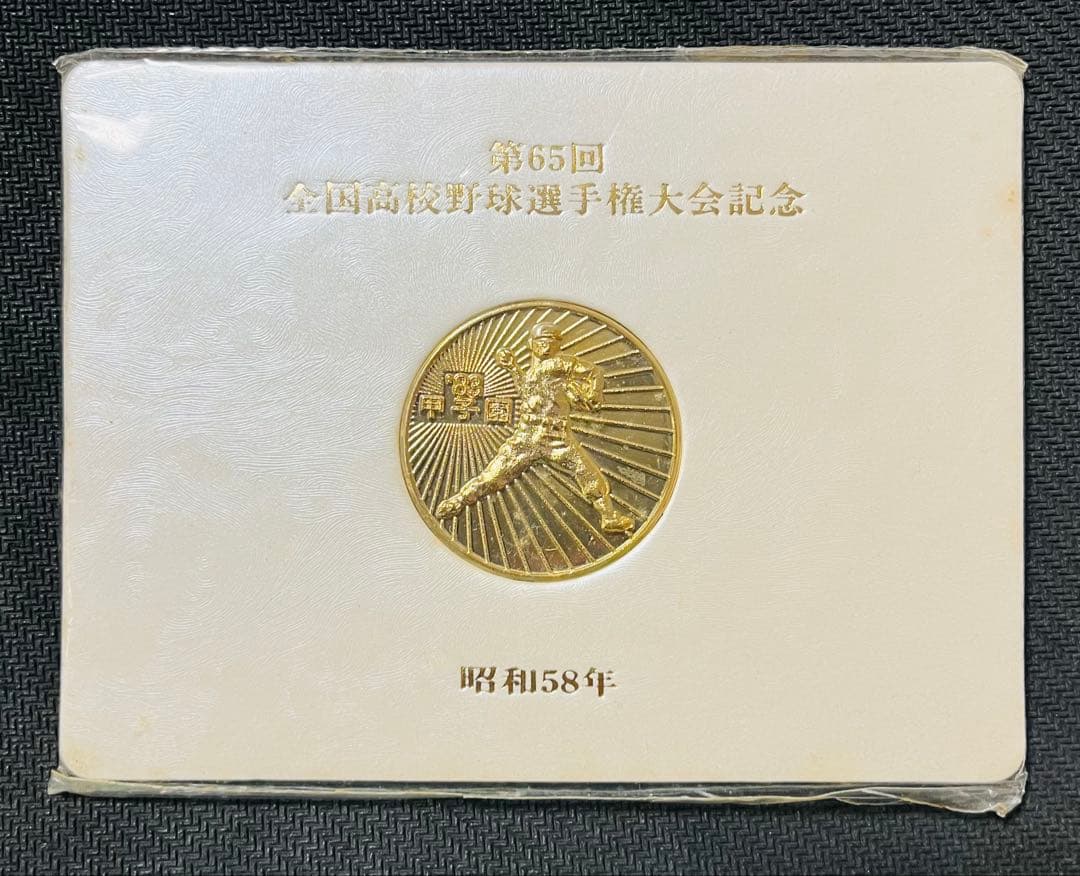 第65回
全国高校野球選手権大会記念
'83
甲子園
昭和58年